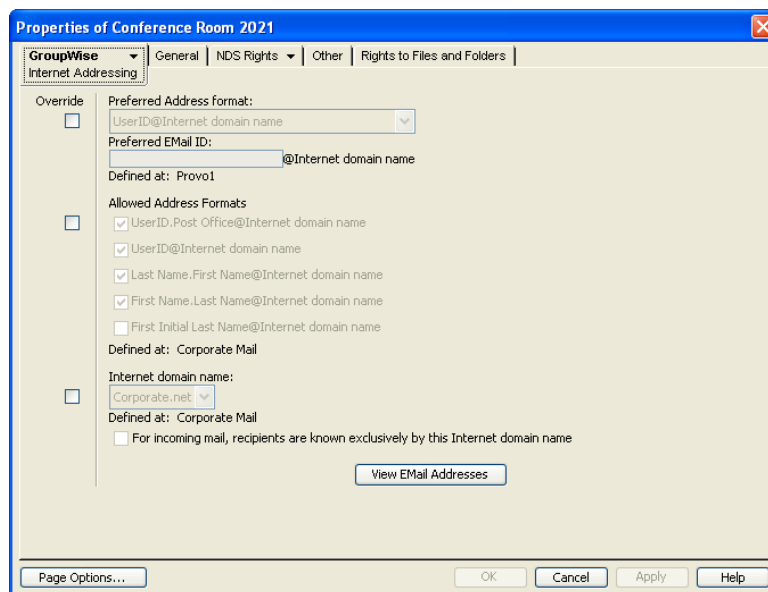 Properties of Conference Room 2021
GroupWise General NDS Rights Other Rights to Files and Folders
Internet Addressing
Override Preferred Address format:
UserID@Internet domain name
Preferred EMail ID:
@Internet domain name
Defined at: Provo1
Allowed Address Formats
UserID.Post Office@Internet domain name
UserID@Internet domain name
Last Name.First Name@Internet domain name
First Name.Last Name@Internet domain name
First Initial Last Name@Internet domain name
Defined at: Corporate Mail
Internet domain name:
Corporate.net
Defined at: Corporate Mail
For incoming mail, recipients are known exclusively by this Internet domain name
View EMail Addresses
Page Options... OK Cancel Apply Help